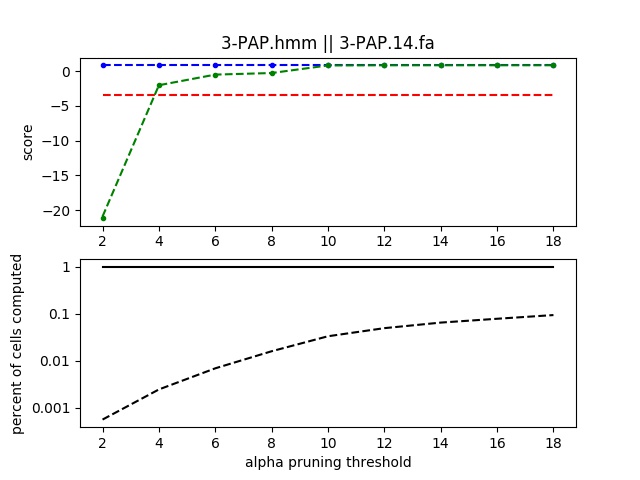 3-PAP.hmm || 3-PAP.14.fa
score
0
−5
−10
−15
−20
2 4 6 8 10 12 14 16 18
percent of cells computed
1
0.1
0.01
0.001
2 4 6 8 10 12 14 16 18
alpha pruning threshold